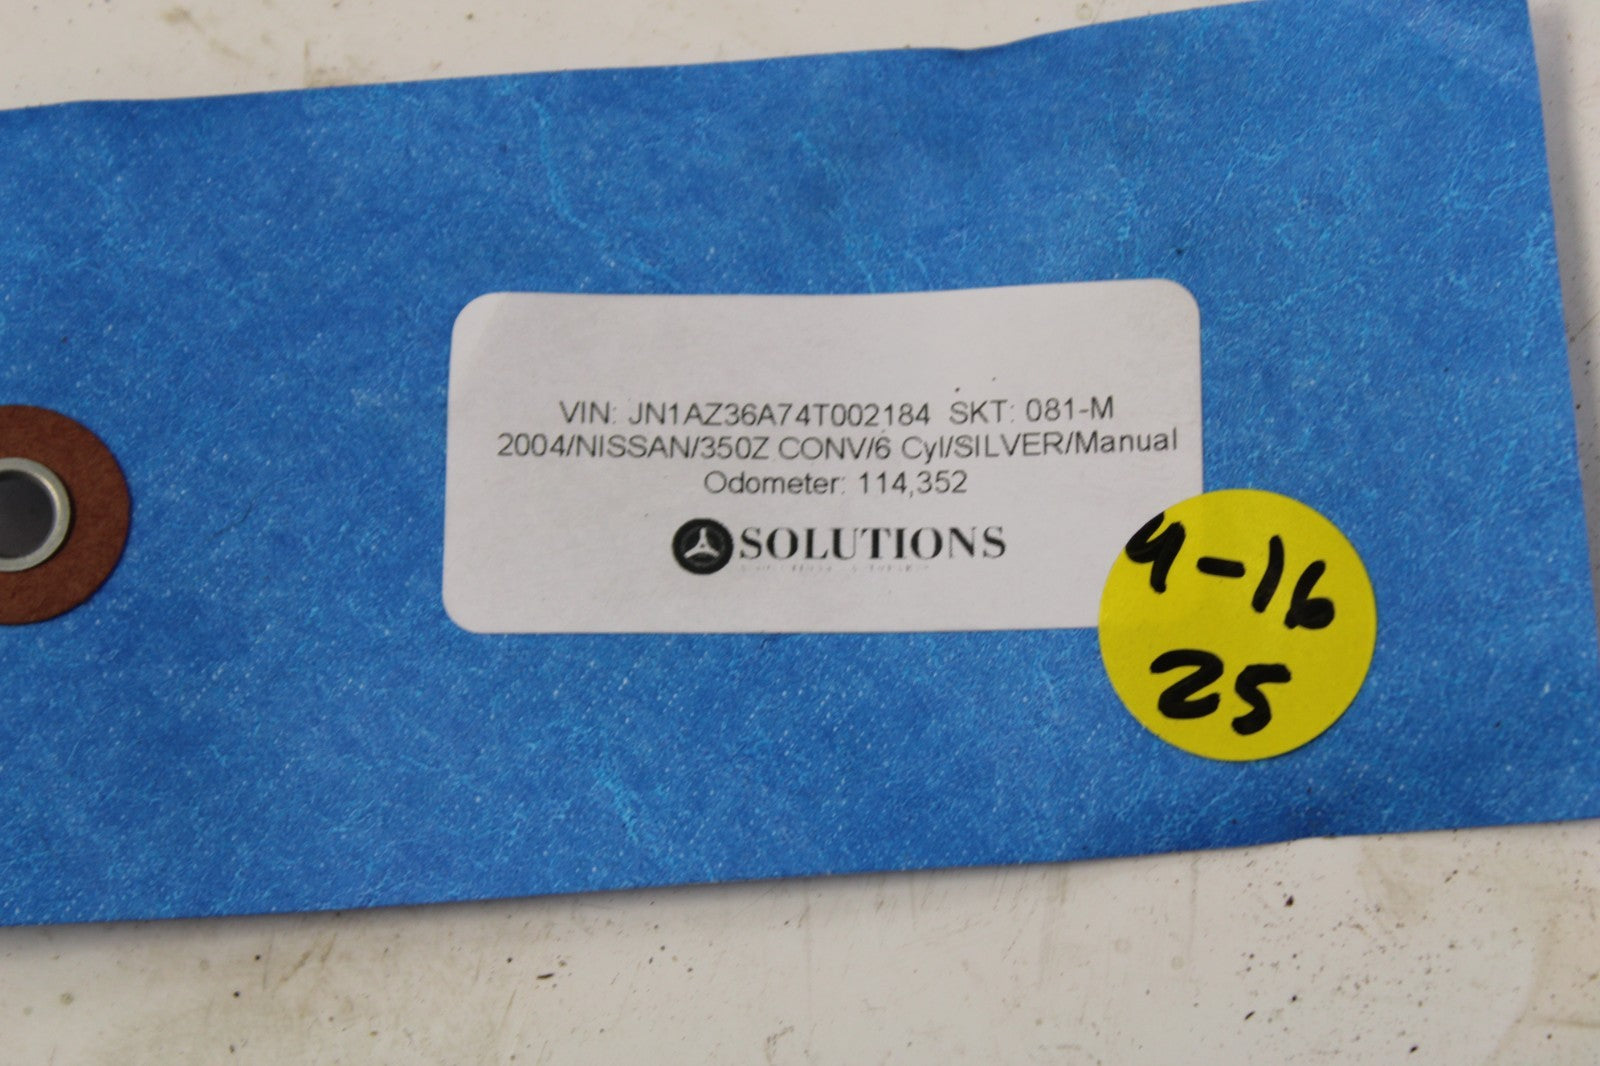 VIN: JN1AZ36A74T002184 SKT: 081-M
2004/NISSAN/350Z CONV/6 Cyl/SILVER/Manual
Odometer: 114,352
SOLUTIONS
4-16
25